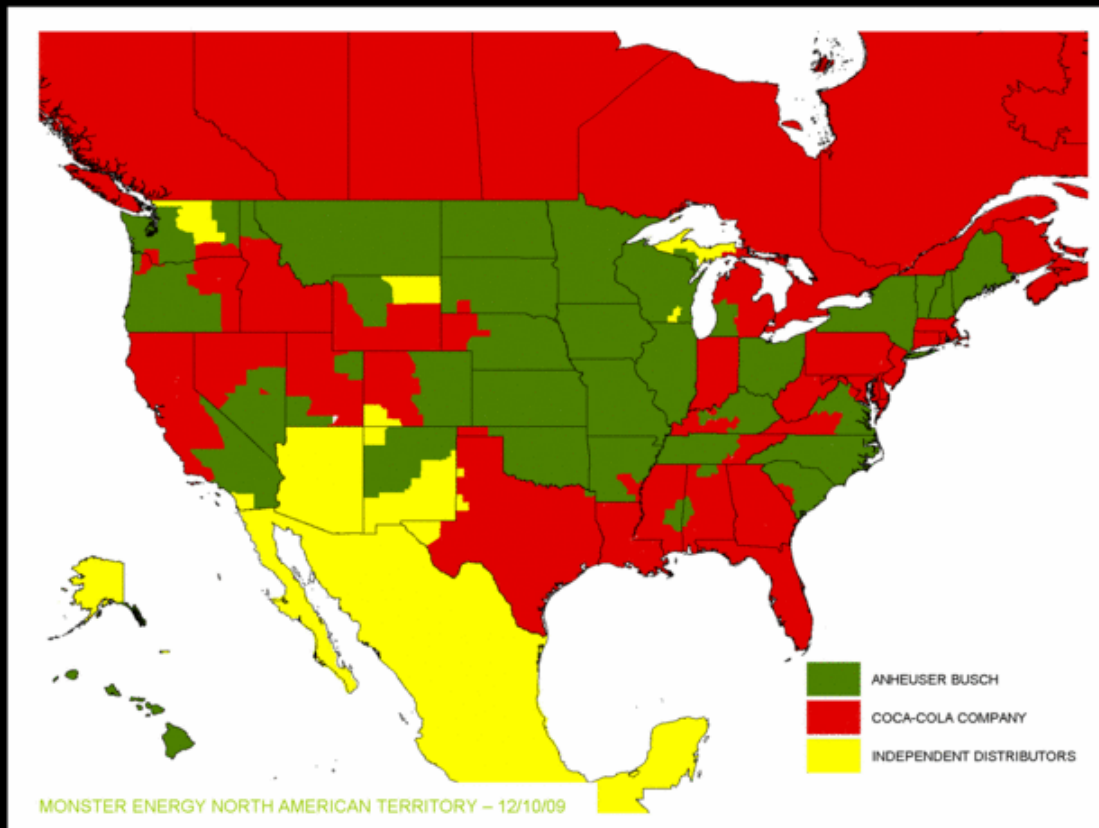 ANHEUSER BUSCH
COCA-COLA COMPANY
INDEPENDENT DISTRIBUTORS
MONSTER ENERGY NORTH AMERICAN TERRITORY – 12/10/09